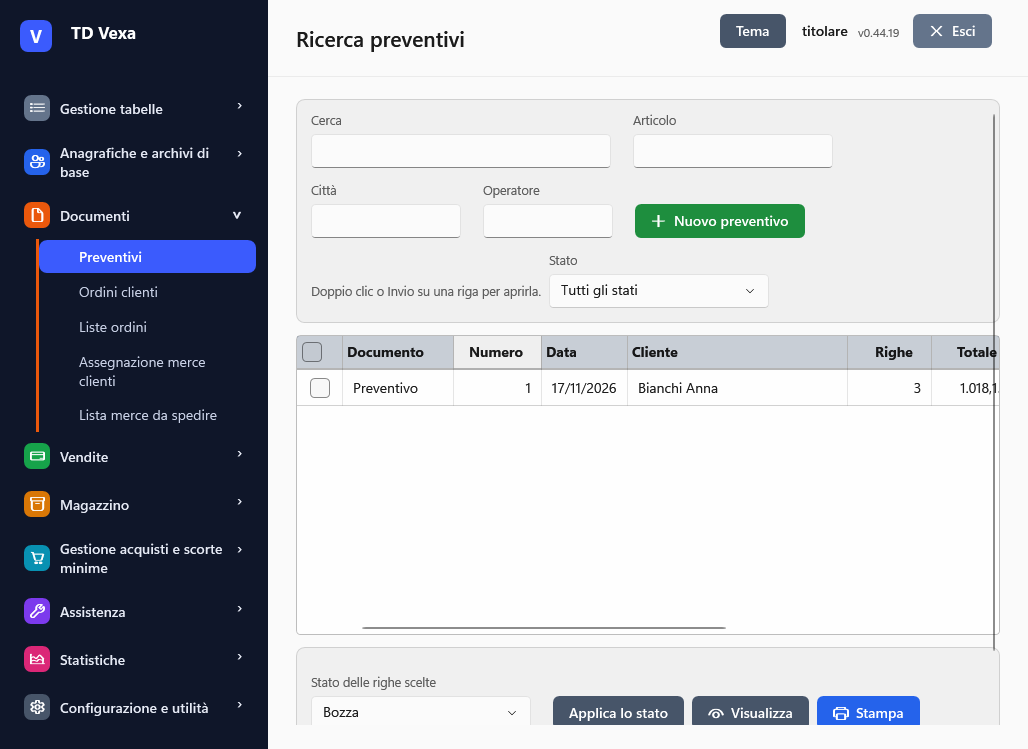 V
TD Vexa
Gestione tabelle
Anagrafiche e archivi di
base
Documenti
Preventivi
Ordini clienti
Liste ordini
Assegnazione merce
clienti
Lista merce da spedire
Vendite
Magazzino
Gestione acquisti e scorte
minime
Assistenza
Statistiche
Configurazione e utilità
Ricerca preventivi
Tema
titolare
v0.44.19
Esci
Cerca
Articolo
Città
Operatore
Nuovo preventivo
Stato
Doppio clic o Invio su una riga per aprirla.
Tutti gli stati
Documento Numero Data Cliente Righe Totale
Preventivo 1 17/11/2026 Bianchi Anna 3
Stato delle righe scelte
Bozza
Applica lo stato
Visualizza
Stampa